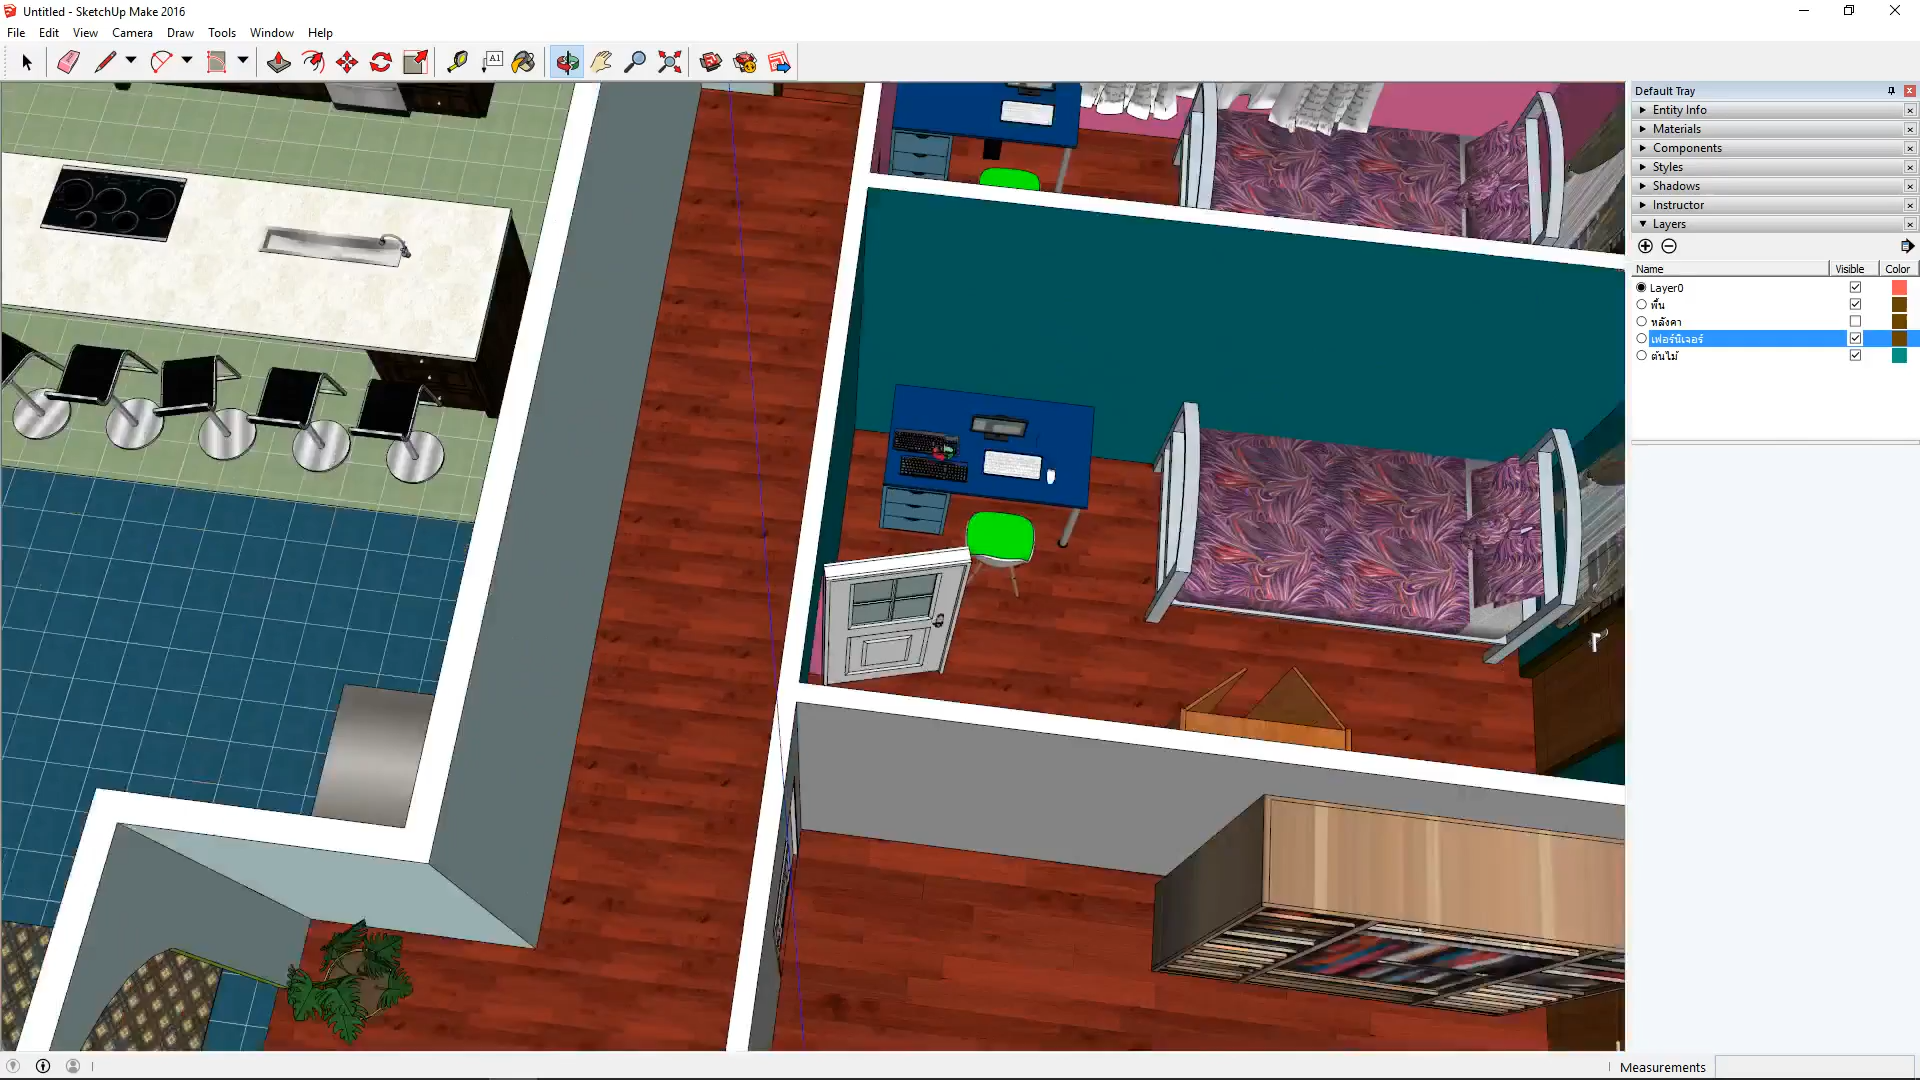 Untitled - SketchUp Make 2016
File Edit View Camera Draw Tools Window Help
A1
Default Tray
Entity Info
Materials
Components
Styles
Shadows
Instructor
Layers
Name Visible Color
Layer0
พื้น
หลังคา
เฟอร์นิเจอร์
ต้นไม้
Measurements